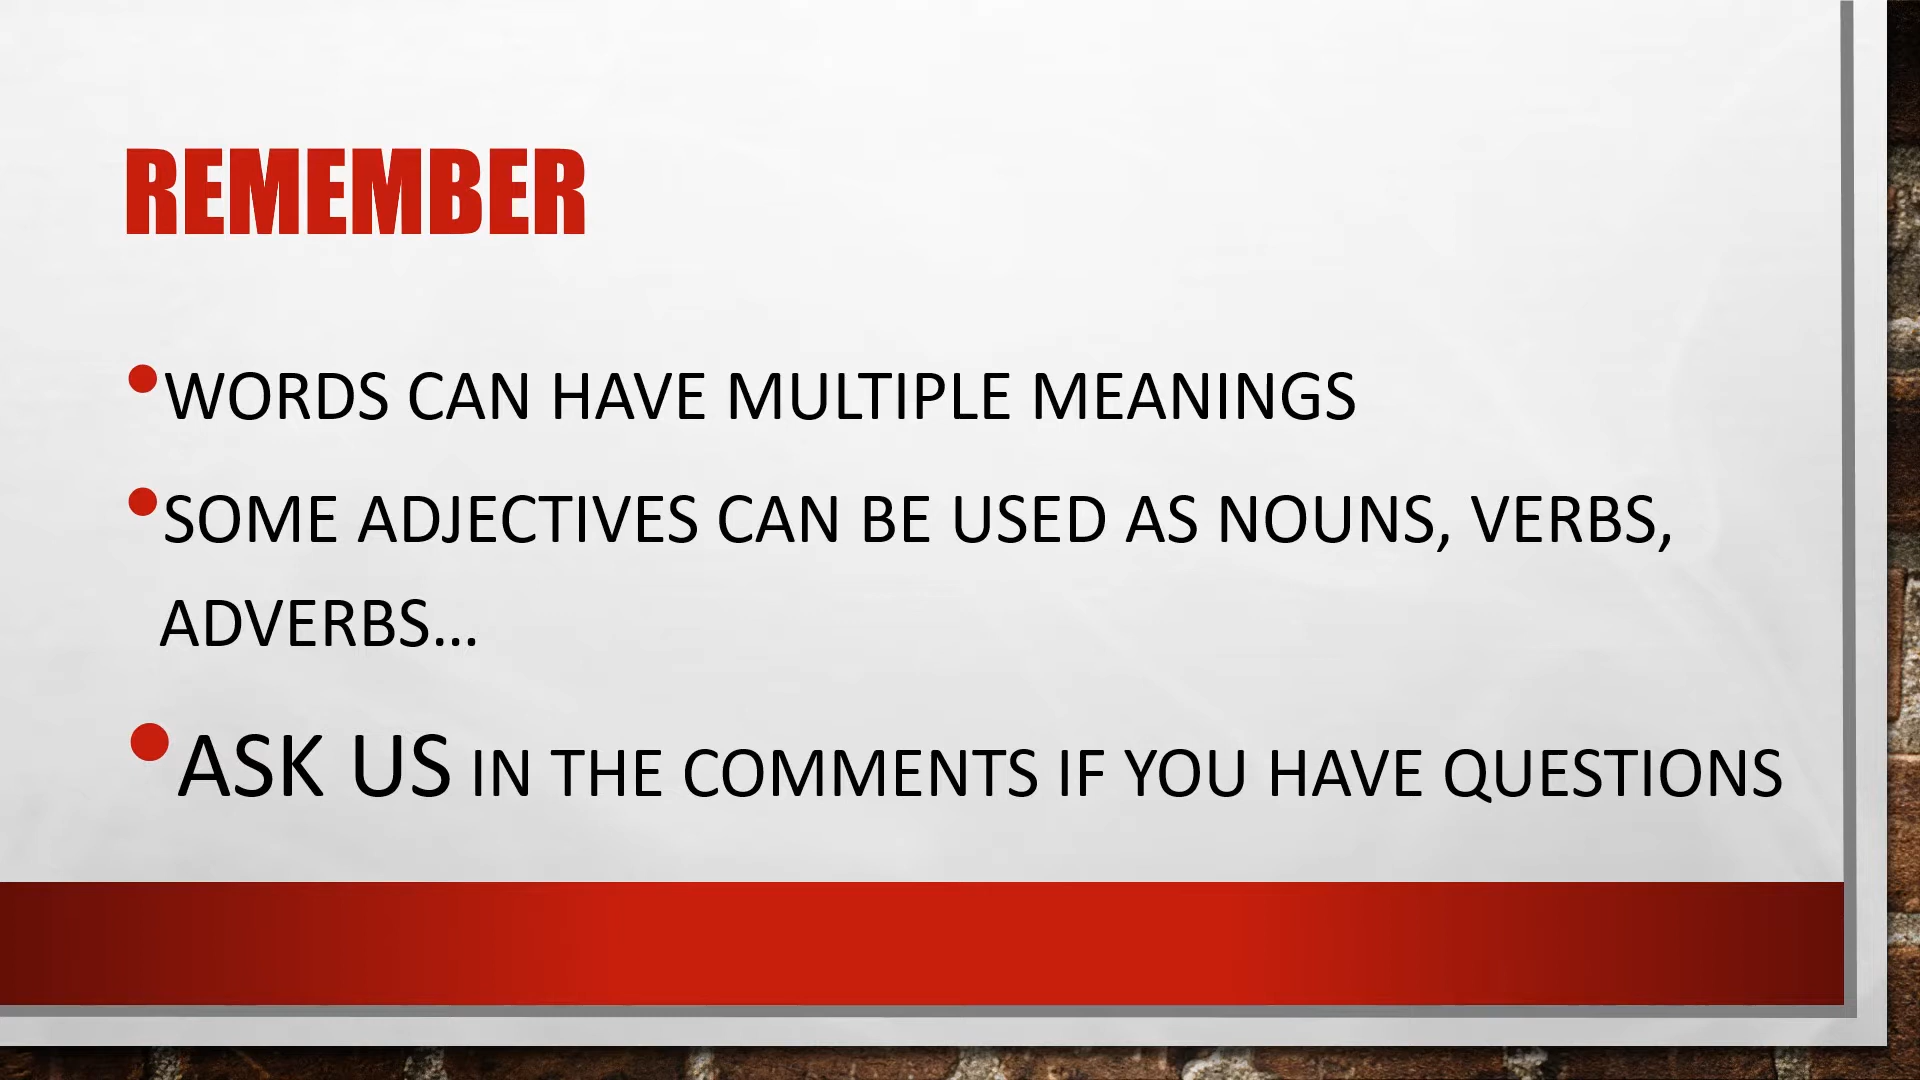 REMEMBER
•WORDS CAN HAVE MULTIPLE MEANINGS
•SOME ADJECTIVES CAN BE USED AS NOUNS, VERBS,
ADVERBS...
•ASK US IN THE COMMENTS IF YOU HAVE QUESTIONS